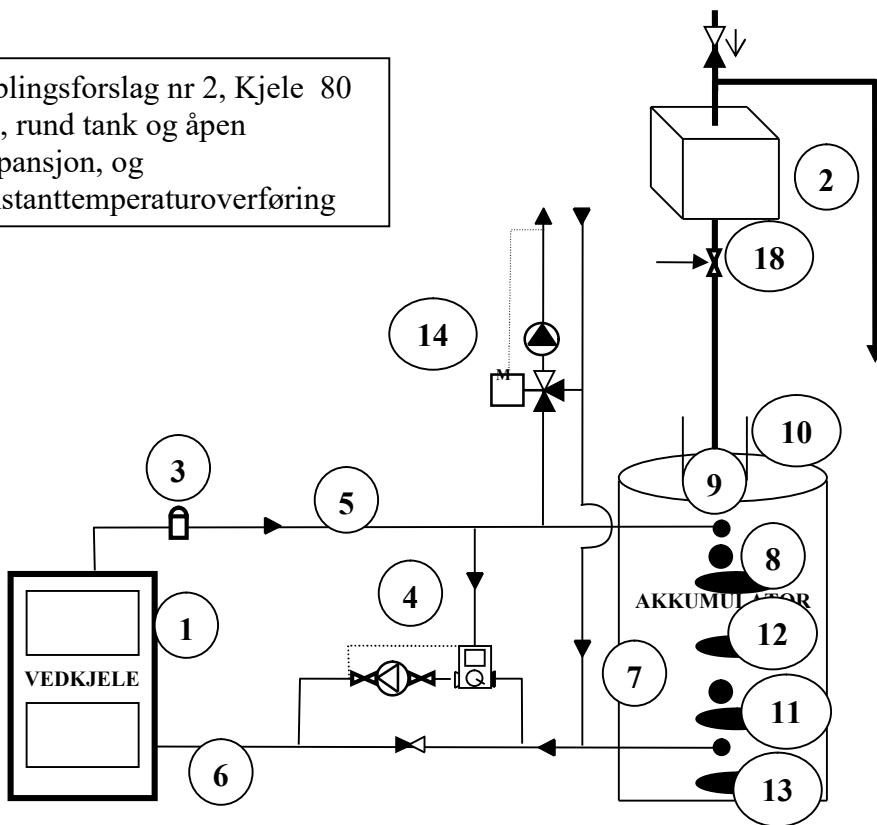 plingsforslag nr 2, Kjele 80
, rund tank og åpen
pansjon, og
stanttemperaturoverføring
2
18
14
M
10
3
5
9
8
4
AKKUMULATOR
1
12
VEDKJELE
7
11
6
13